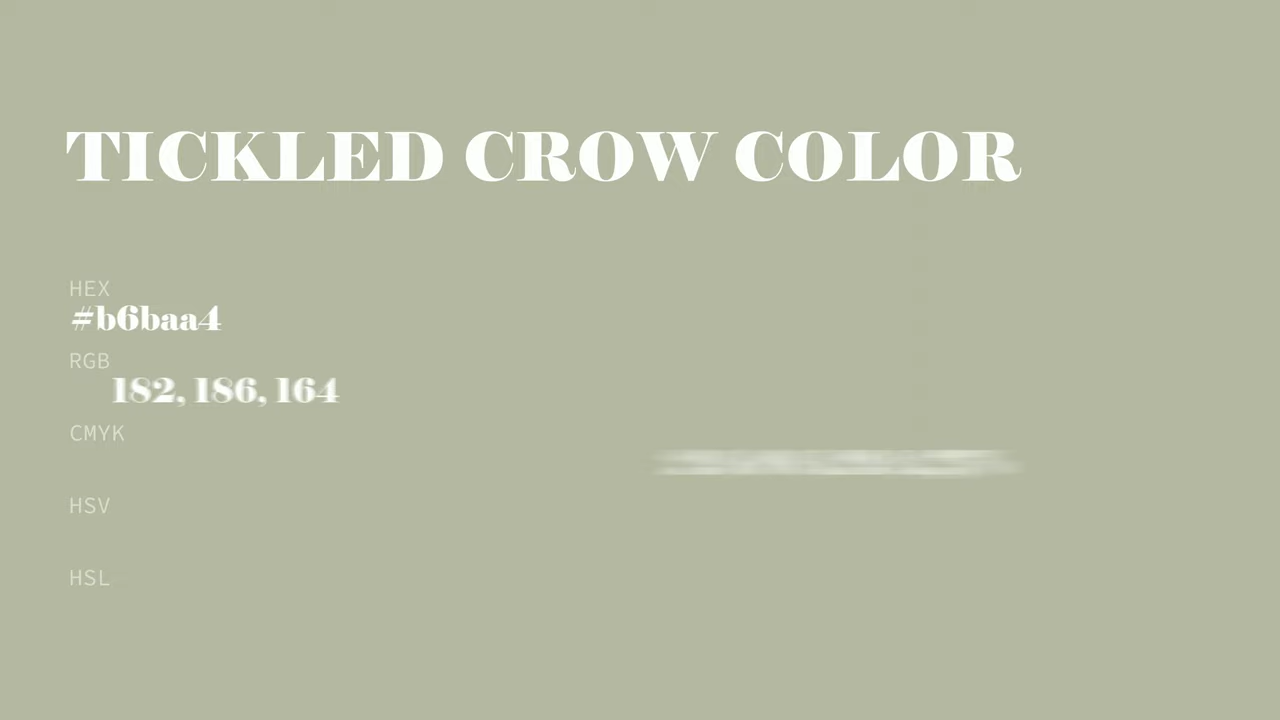 TICKLED CROW COLOR
HEX
#b6baa4
RGB
182, 186, 164
CMYK
HSV
HSL